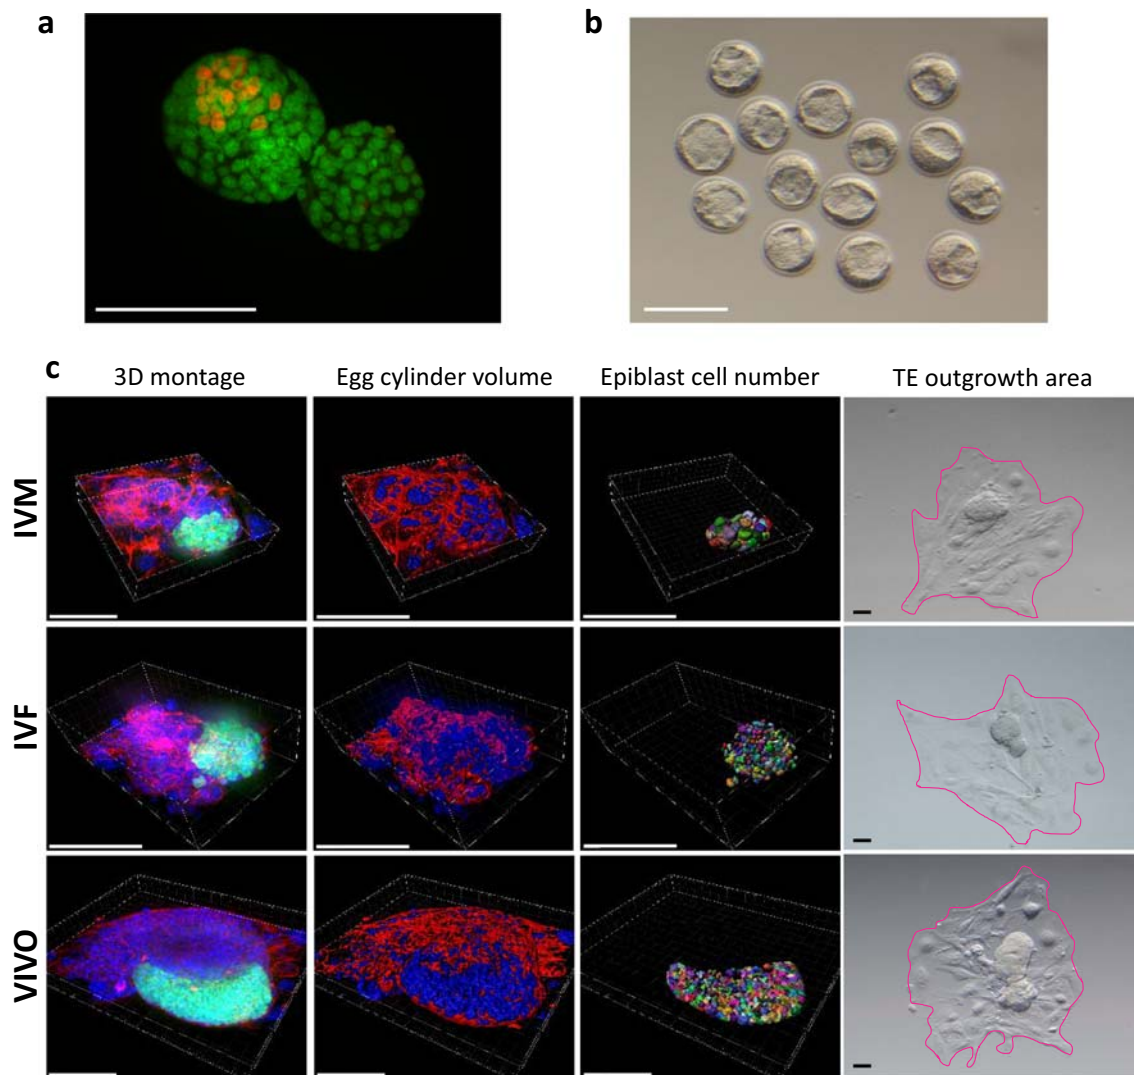 a
b
c
3D montage
Egg cylinder volume
Epiblast cell number
TE outgrowth area
IVM
IVF
VIVO